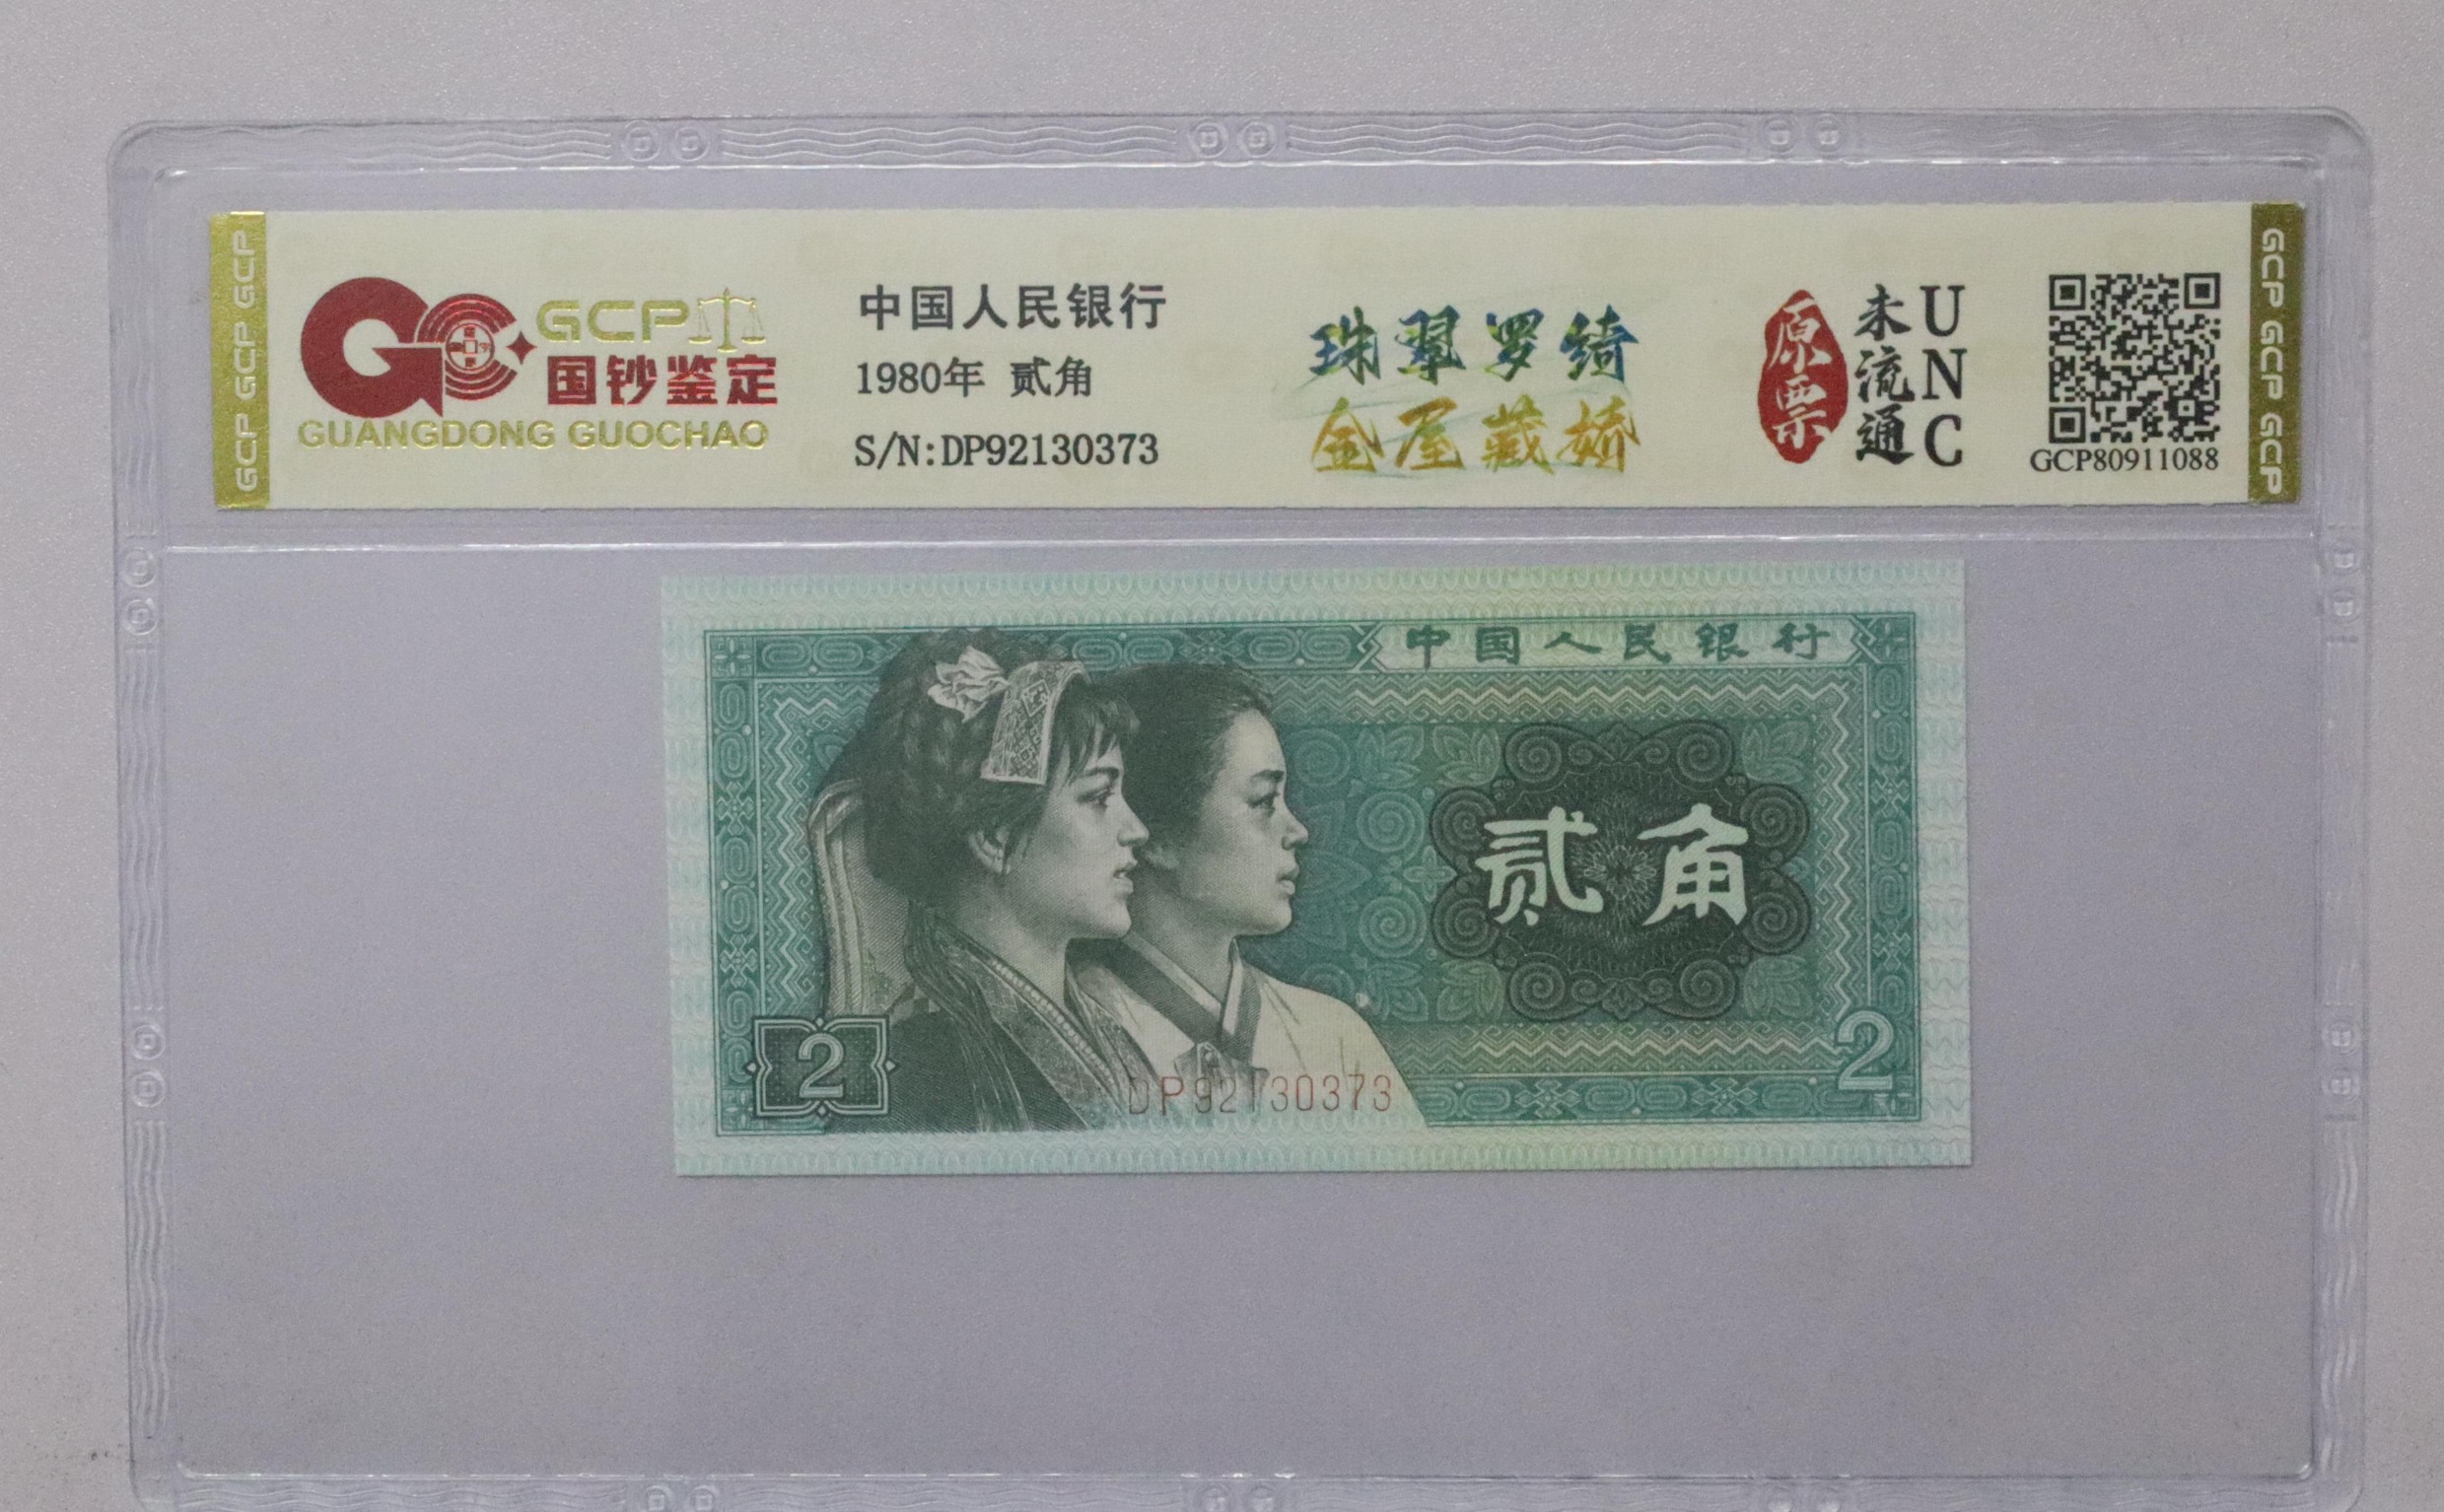 GCP GCP GCP
GCP
国钞鉴定
GUANGDONG GUOCHAO
中国人民银行
1980年 贰角
S/N:DP92130373
珠翠罗绮
金屋藏娇
原票
未流通
UNC
GCP80911088
GCP GCP GCP
中国人民银行
贰角
2
2
DP92130373